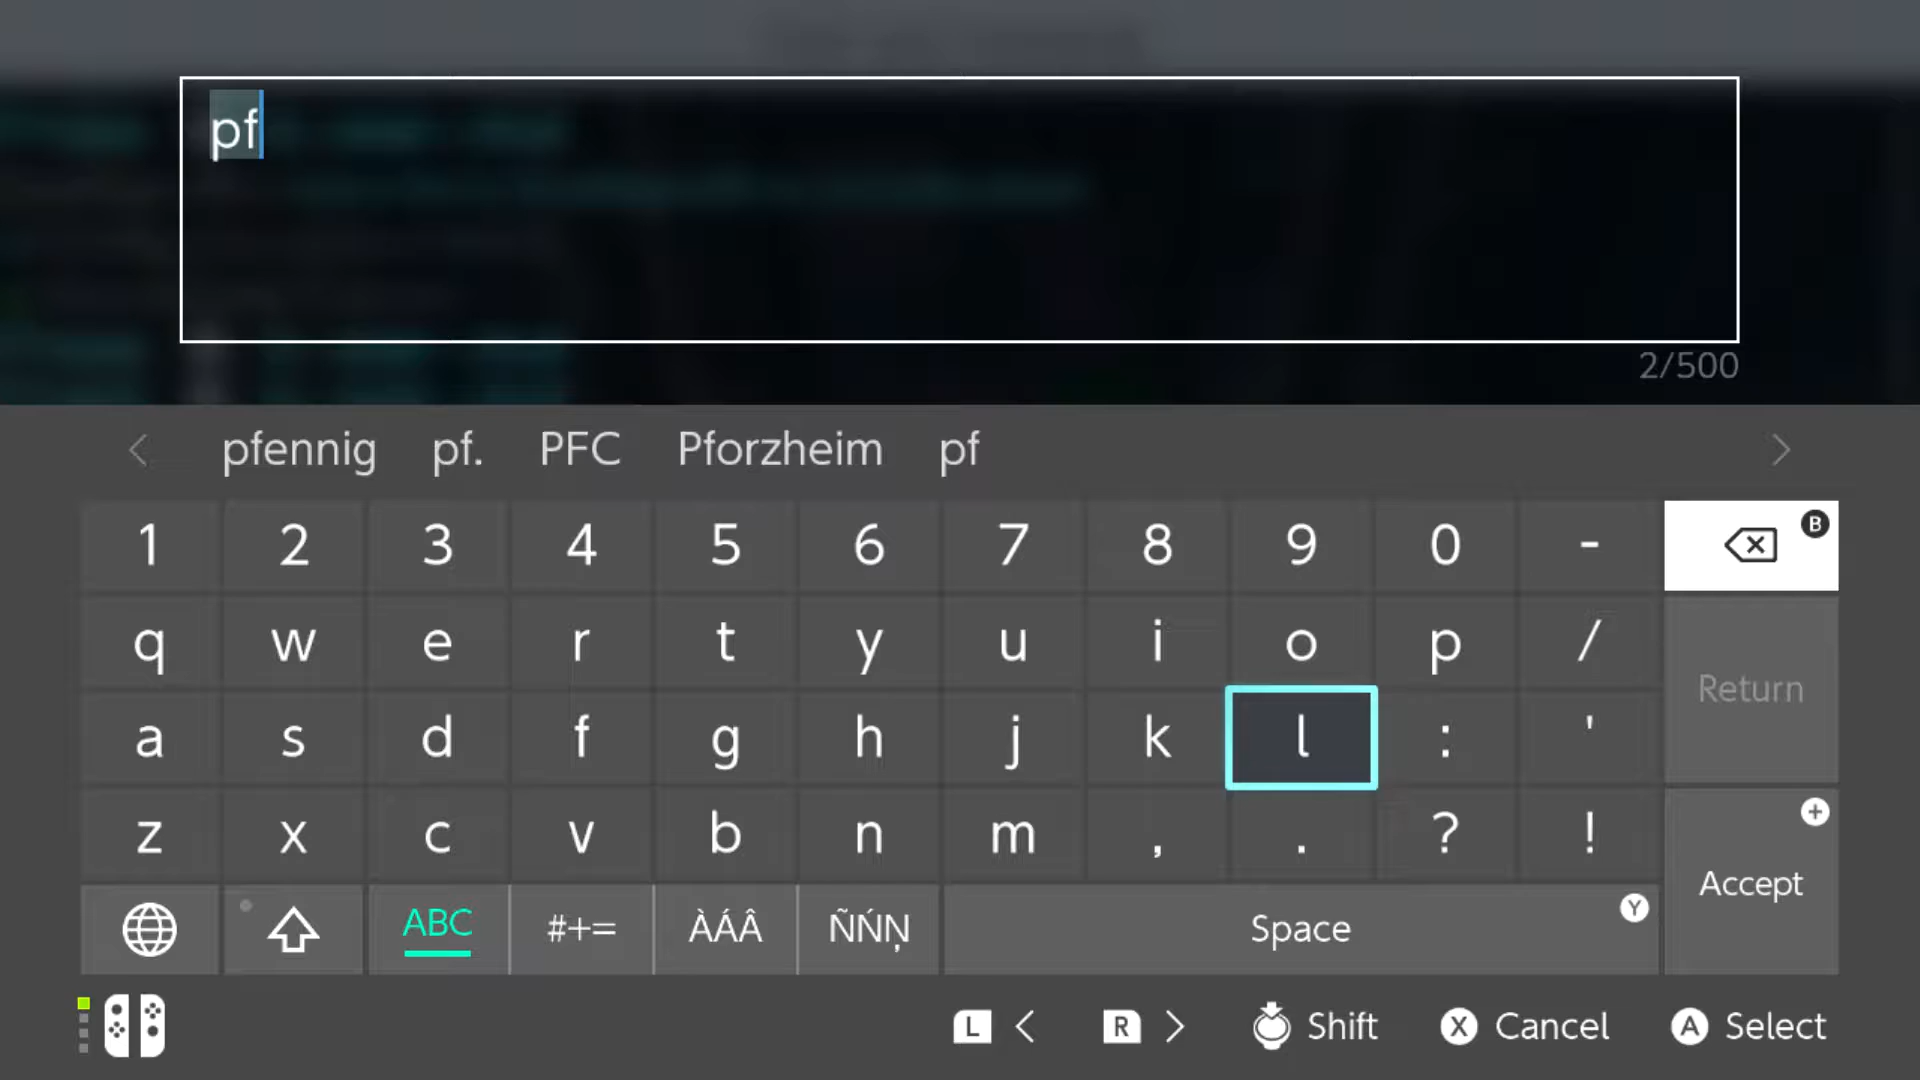 pf
2/500
pfennig pf. PFC Pforzheim pf
1 2 3 4 5 6 7 8 9 0 - B
q w e r t y u i o p / Return
a s d f g h j k l : '
z x c v b n m , . ? ! + Accept
ABC #+= ÀÁÂ ÑŃŅ Space Y
L < R > Shift X Cancel A Select